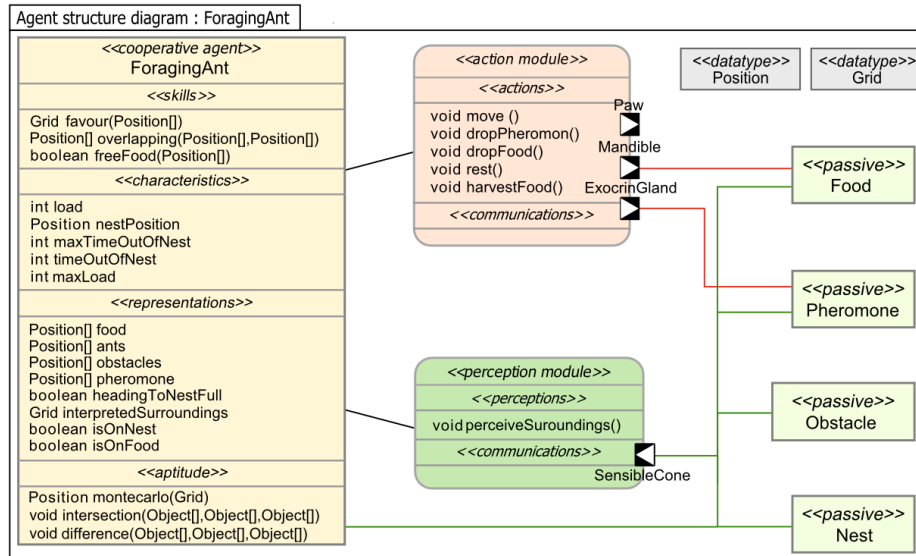 Agent structure diagram : ForagingAnt
<<cooperative agent>>
ForagingAnt
<<skills>>
Grid favour(Position[])
Position[] overlapping(Position[],Position[])
boolean freeFood(Position[])
<<characteristics>>
int load
Position nestPosition
int maxTimeOutOfNest
int timeOutOfNest
int maxLoad
<<representations>>
Position[] food
Position[] ants
Position[] obstacles
Position[] pheromone
boolean headingToNestFull
Grid interpretedSurroundings
boolean isOnNest
boolean isOnFood
<<aptitude>>
Position montecarlo(Grid)
void intersection(Object[],Object[],Object[])
void difference(Object[],Object[],Object[])
<<action module>>
<<actions>>
void move ()
void dropPheromon()
void dropFood()
void rest()
void harvestFood()
<<communications>>
Paw
Mandible
ExocrinGland
<<perception module>>
<<perceptions>>
void perceiveSuroundings()
<<communications>>
SensibleCone
<<datatype>>
Position
<<datatype>>
Grid
<<passive>>
Food
<<passive>>
Pheromone
<<passive>>
Obstacle
<<passive>>
Nest